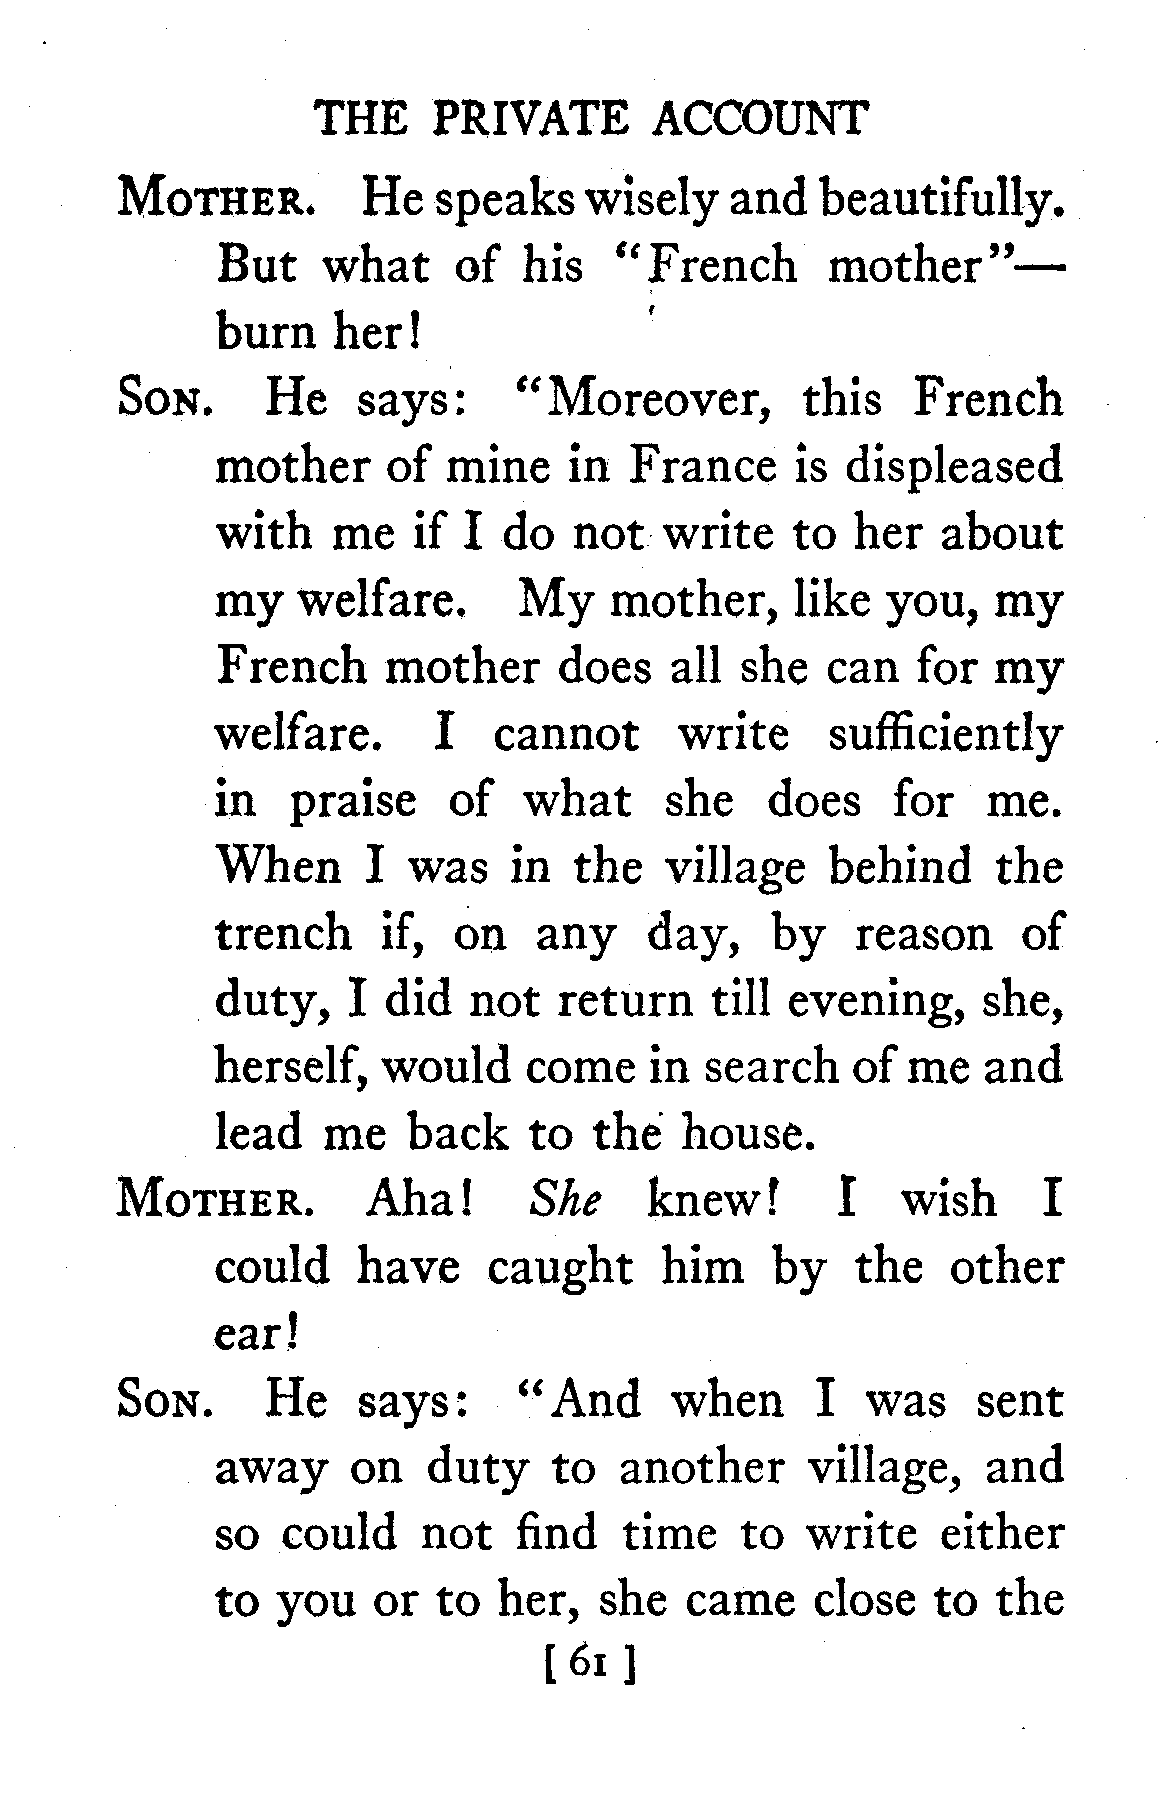 THE PRIVATE ACCOUNT
MOTHER. He speaks wisely and beautifully.
But what of his "French mother"—
burn her!
SON. He says: "Moreover, this French
mother of mine in France is displeased
with me if I do not write to her about
my welfare. My mother, like you, my
French mother does all she can for my
welfare. I cannot write sufficiently
in praise of what she does for me.
When I was in the village behind the
trench if, on any day, by reason of
duty, I did not return till evening, she,
herself, would come in search of me and
lead me back to the house.
MOTHER. Aha! She knew! I wish I
could have caught him by the other
ear!
SON. He says: "And when I was sent
away on duty to another village, and
so could not find time to write either
to you or to her, she came close to the
[ 61 ]